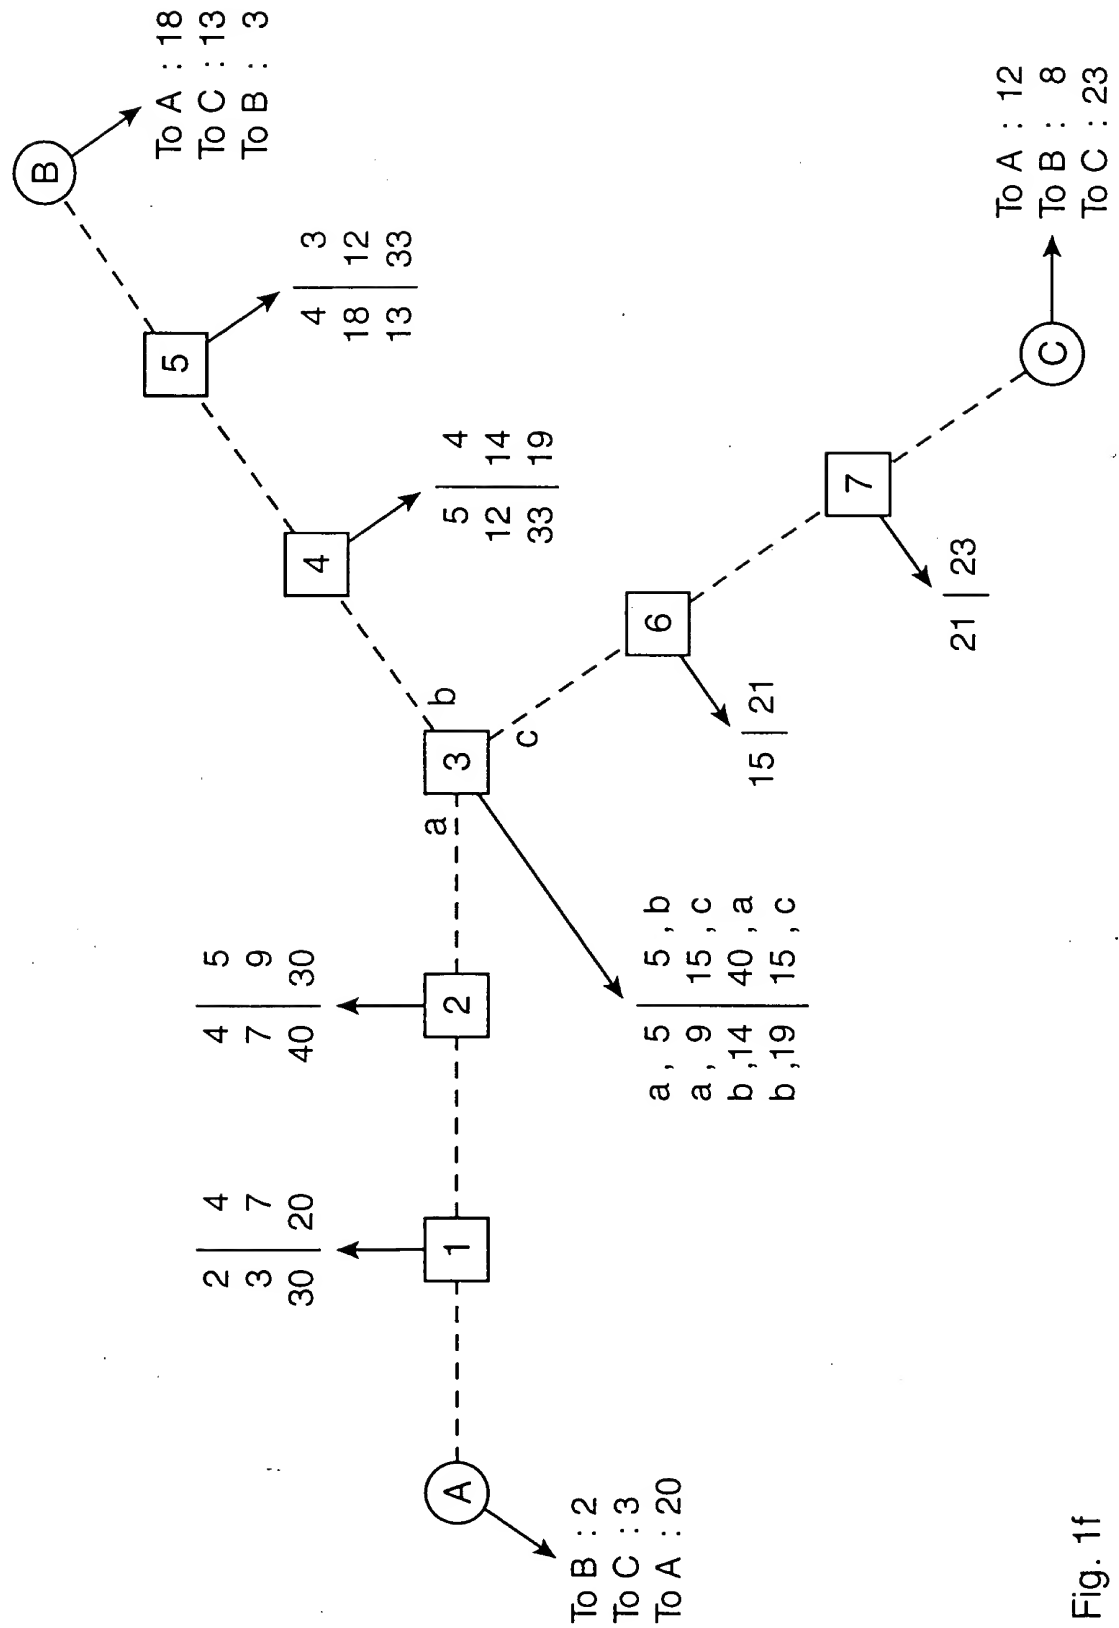 B
To A : 18
To C : 13
To B : 3
5
4 | 3
18 | 12
13 | 33
4
5 | 4
12 | 14
33 | 19
4 | 5
7 | 9
40 | 30
2 | 4
3 | 7
30 | 20
A
1
2
a
3
b
c
To B : 2
To C : 3
To A : 20
a , 5 | 5 , b
a , 9 | 15 , c
b ,14 | 40 , a
b ,19 | 15 , c
6
15 | 21
7
21 | 23
C
To A : 12
To B : 8
To C : 23
Fig. 1f